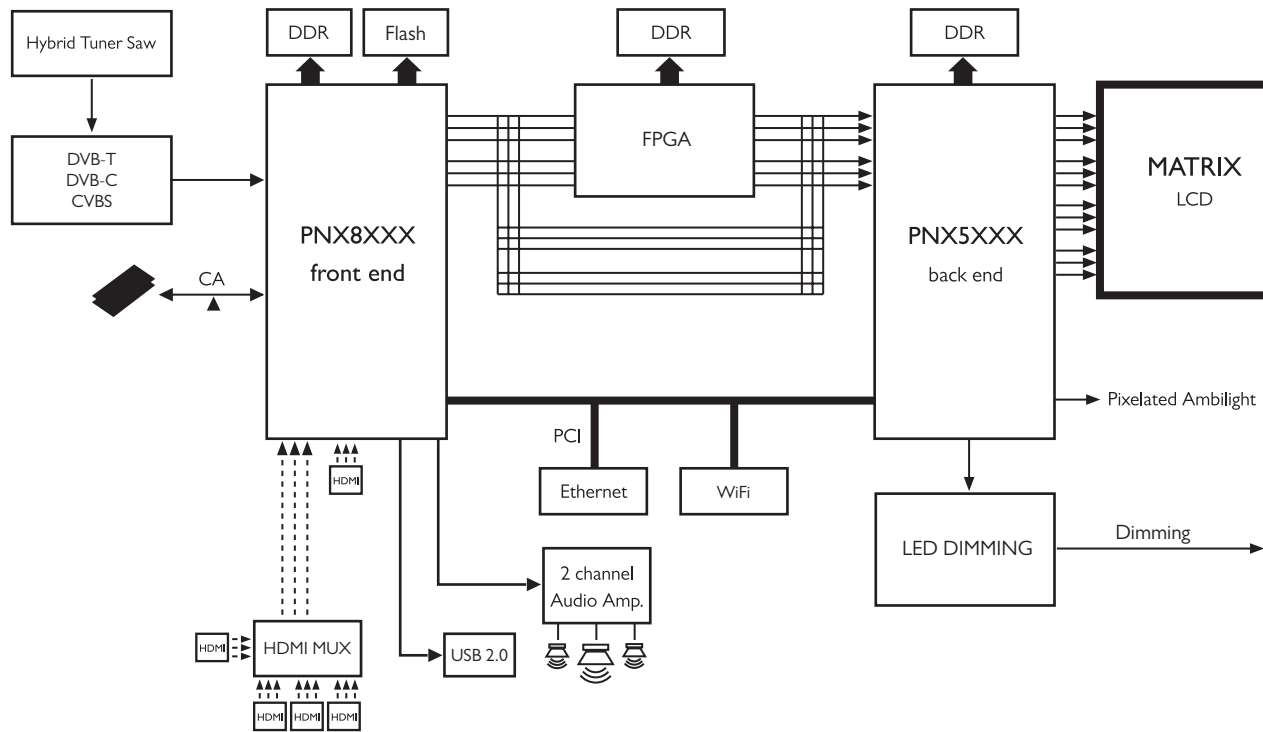 Hybrid Tuner Saw
DDR
Flash
DDR
DDR
DVB-T
DVB-C
CVBS
FPGA
MATRIX
LCD
PNX8XXX
front end
PNX5XXX
back end
CA
Pixelated Ambilight
PCI
HDMI
Ethernet
WiFi
LED DIMMING
Dimming
2 channel
Audio Amp.
HDMI
HDMI MUX
USB 2.0
HDMI
HDMI
HDMI